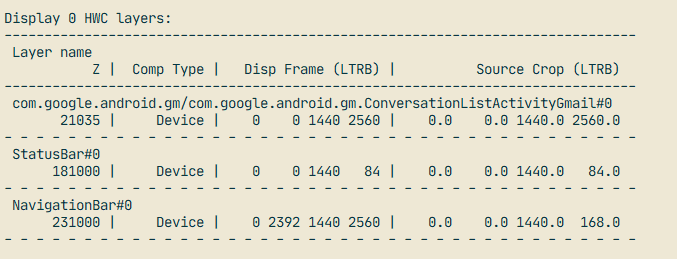 Display 0 HWC layers:
-------------------------------------------------------------------------------
 Layer name
           Z |  Comp Type |   Disp Frame (LTRB) |          Source Crop (LTRB)
-------------------------------------------------------------------------------
 com.google.android.gm/com.google.android.gm.ConversationListActivityGmail#0
       21035 |     Device |    0    0 1440 2560 |    0.0    0.0 1440.0 2560.0
- - - - - - - - - - - - - - - - - - - - - - - - - - - - - - - - - - - - - - - -
 StatusBar#0
      181000 |     Device |    0    0 1440   84 |    0.0    0.0 1440.0   84.0
- - - - - - - - - - - - - - - - - - - - - - - - - - - - - - - - - - - - - - - -
 NavigationBar#0
      231000 |     Device |    0 2392 1440 2560 |    0.0    0.0 1440.0  168.0
- - - - - - - - - - - - - - - - - - - - - - - - - - - - - - - - - - - - - - - -